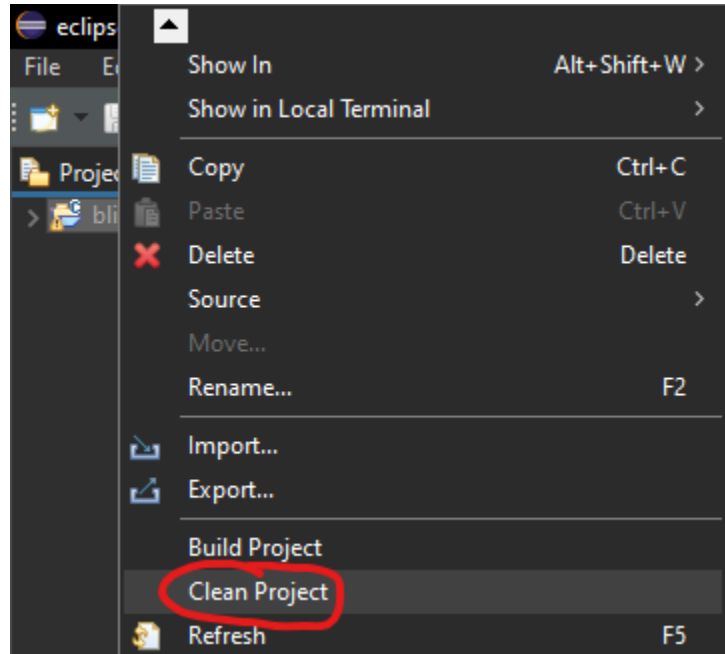 eclips
File
Show In Alt+Shift+W >
Show in Local Terminal >
Projec
Copy Ctrl+C
bli
Paste Ctrl+V
Delete Delete
Source >
Move...
Rename... F2
Import...
Export...
Build Project
Clean Project
Refresh F5